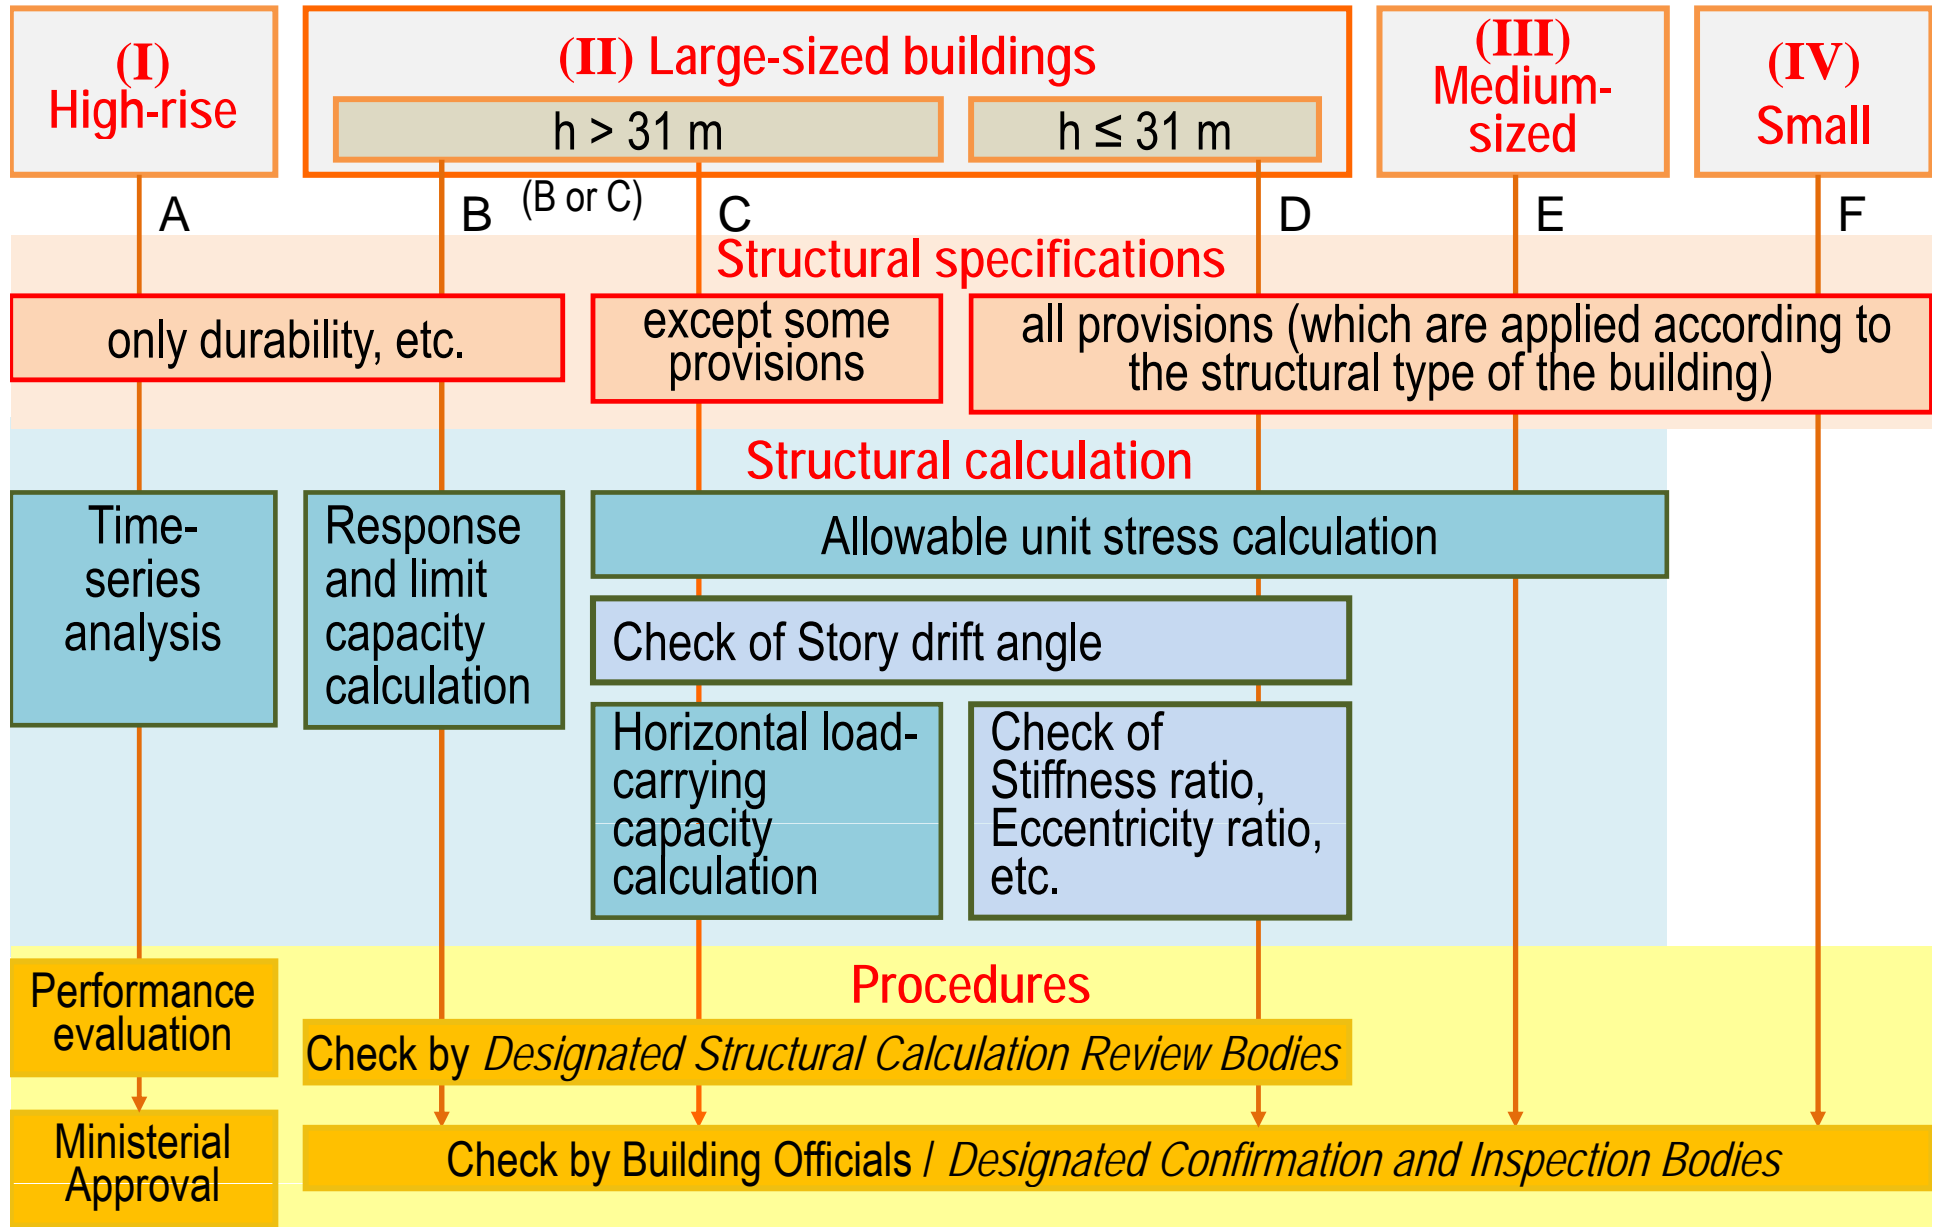 (I)
High-rise
(II) Large-sized buildings
h > 31 m
h ≤ 31 m
(III)
Medium-
sized
(IV)
Small
A
B
(B or C)
C
D
E
F
Structural specifications
only durability, etc.
except some
provisions
all provisions (which are applied according to
the structural type of the building)
Structural calculation
Time-
series
analysis
Response
and limit
capacity
calculation
Allowable unit stress calculation
Check of Story drift angle
Horizontal load-
carrying
capacity
calculation
Check of
Stiffness ratio,
Eccentricity ratio,
etc.
Procedures
Performance
evaluation
Check by Designated Structural Calculation Review Bodies
Ministerial
Approval
Check by Building Officials / Designated Confirmation and Inspection Bodies